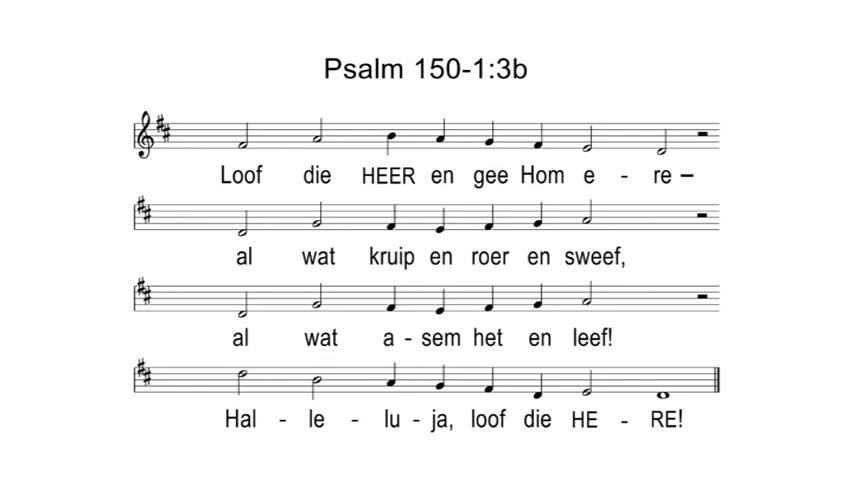 Psalm 150-1:3b
Loof die HEER en gee Hom e - re –
al wat kruip en roer en sweef,
al wat a - sem het en leef!
Hal - le - lu - ja, loof die HE - RE!